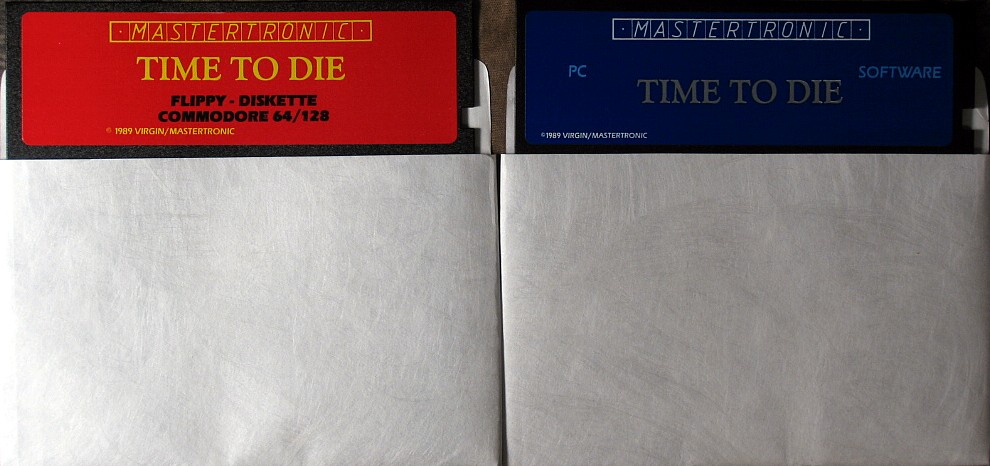 ·MASTERTRONIC·
TIME TO DIE
FLIPPY - DISKETTE
COMMODORE 64/128
© 1989 VIRGIN/MASTERTRONIC
·MASTERTRONIC·
PC SOFTWARE
TIME TO DIE
©1989 VIRGIN/MASTERTRONIC